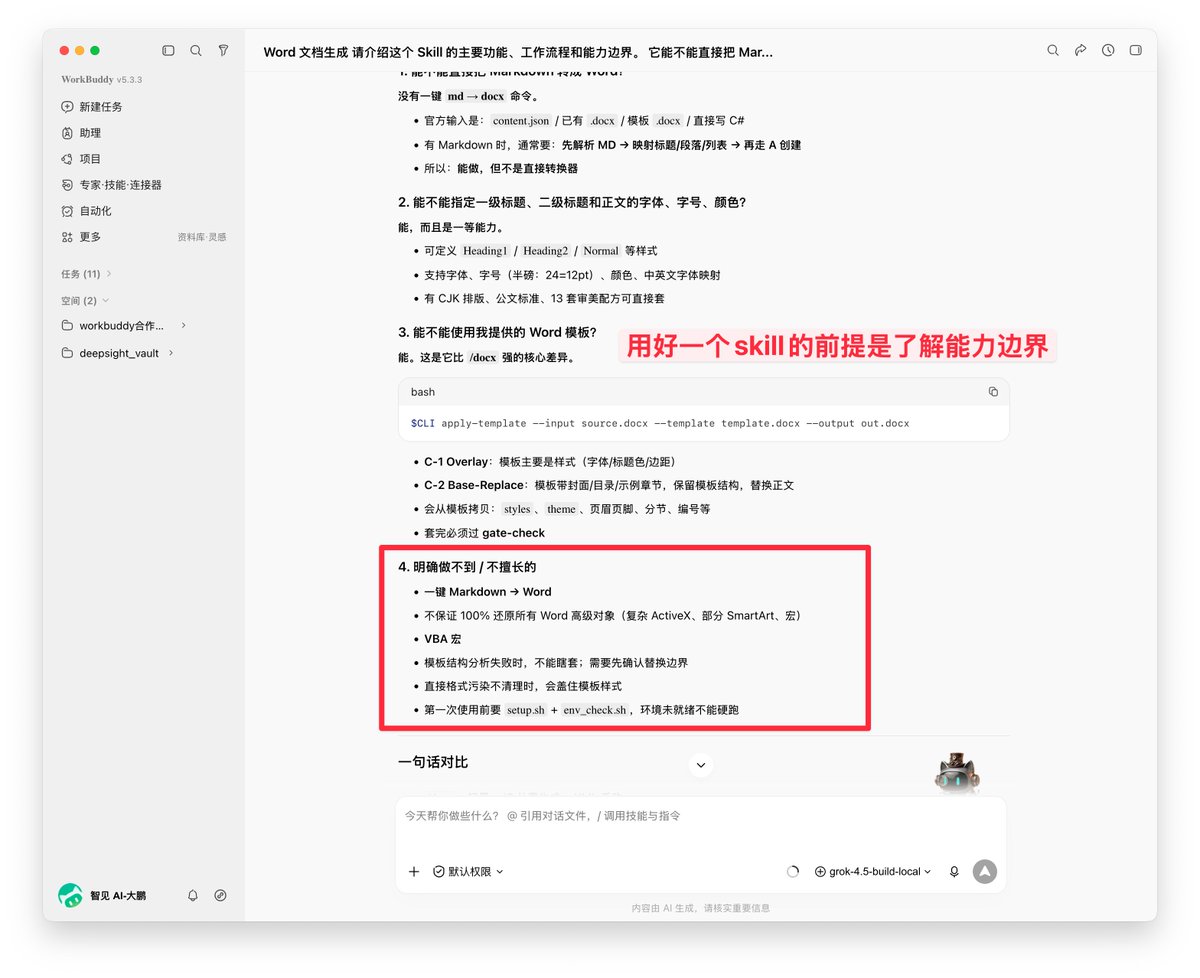 Word 文档生成 请介绍这个 Skill 的主要功能、工作流程和能力边界。 它能不能直接把 Mar...
WorkBuddy v5.3.3
新建任务
助理
项目
专家·技能·连接器
自动化
更多
资料库·灵感
任务 (11)
空间 (2)
workbuddy合作...
deepsight_vault
智见 AI-大鹏
1. 能不能直接把 Markdown 转成 Word?
没有一键 md → docx 命令。
官方输入是: content.json / 已有 .docx / 模板 .docx / 直接写 C#
有 Markdown 时,通常要:先解析 MD → 映射标题/段落/列表 → 再走 A 创建
所以:能做,但不是直接转换器
2. 能不能指定一级标题、二级标题和正文的字体、字号、颜色?
能,而且是一等能力。
可定义 Heading1 / Heading2 / Normal 等样式
支持字体、字号(半磅:24=12pt)、颜色、中英文字体映射
有 CJK 排版、公文标准、13 套审美配方可直接套
3. 能不能使用我提供的 Word 模板?
能。这是它比 /docx 强的核心差异。
用好一个 skill 的前提是了解能力边界
bash
$CLI apply-template --input source.docx --template template.docx --output out.docx
C-1 Overlay:模板主要是样式(字体/标题色/边距)
C-2 Base-Replace:模板带封面/目录/示例章节,保留模板结构,替换正文
会从模板拷贝: styles 、 theme 、页眉页脚、分节、编号等
套完必须过 gate-check
4. 明确做不到 / 不擅长的
一键 Markdown → Word
不保证 100% 还原所有 Word 高级对象(复杂 ActiveX、部分 SmartArt、宏)
VBA 宏
模板结构分析失败时,不能瞎套;需要先确认替换边界
直接格式污染不清理时,会盖住模板样式
第一次使用前要 setup.sh + env_check.sh ,环境未就绪不能硬跑
一句话对比
今天帮你做些什么? @ 引用对话文件,/ 调用技能与指令
默认权限
grok-4.5-build-local
内容由 AI 生成,请核实重要信息